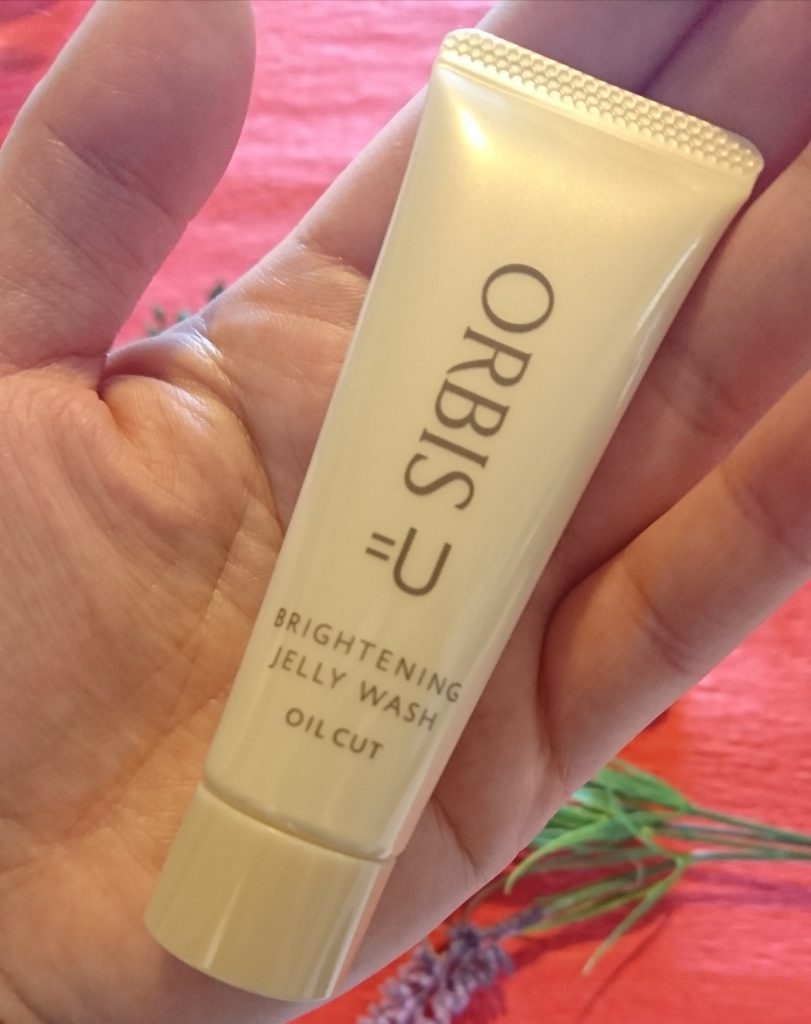 ORBIS
=U
BRIGHTENING
JELLY WASH
OIL CUT